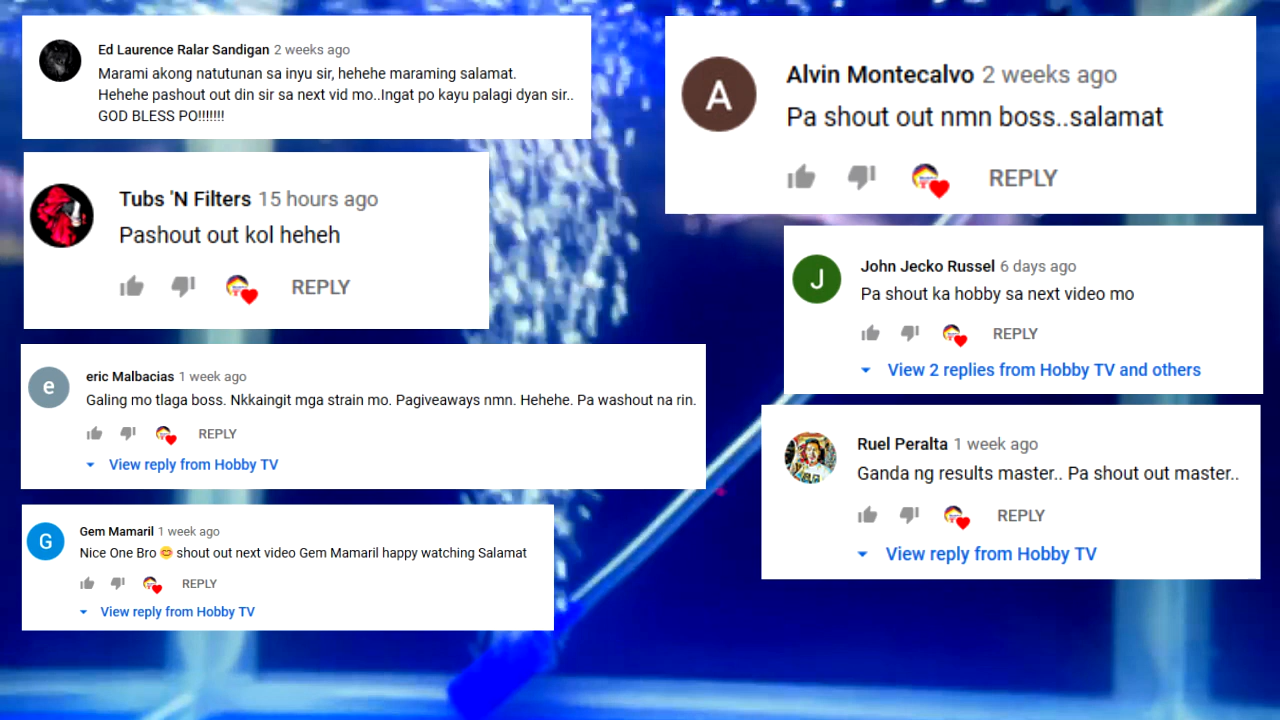 Ed Laurence Ralar Sandigan 2 weeks ago
Marami akong natutunan sa inyu sir, hehehe maraming salamat.
Hehehe pashout out din sir sa next vid mo..Ingat po kayu palagi dyan sir..
GOD BLESS PO!!!!!!!
Tubs 'N Filters 15 hours ago
Pashout out kol heheh
REPLY
e
eric Malbacias 1 week ago
Galing mo tlaga boss. Nkkaingit mga strain mo. Pagiveaways nmn. Hehehe. Pa washout na rin.
REPLY
View reply from Hobby TV
G
Gem Mamaril 1 week ago
Nice One Bro 😊 shout out next video Gem Mamaril happy watching Salamat
REPLY
View reply from Hobby TV
A
Alvin Montecalvo 2 weeks ago
Pa shout out nmn boss..salamat
REPLY
J
John Jecko Russel 6 days ago
Pa shout ka hobby sa next video mo
REPLY
View 2 replies from Hobby TV and others
Ruel Peralta 1 week ago
Ganda ng results master.. Pa shout out master..
REPLY
View reply from Hobby TV